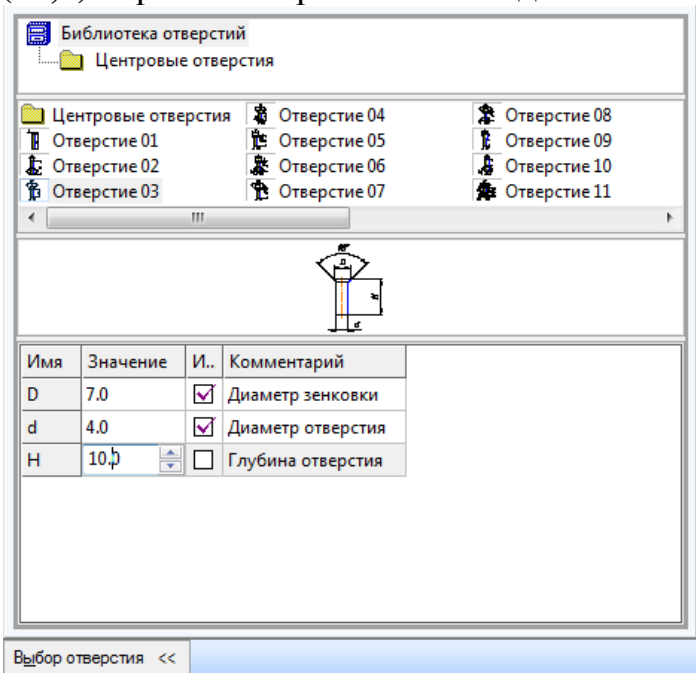 Библиотека отверстий
Центровые отверстия
Центровые отверстия Отверстие 04 Отверстие 08
Отверстие 01 Отверстие 05 Отверстие 09
Отверстие 02 Отверстие 06 Отверстие 10
Отверстие 03 Отверстие 07 Отверстие 11
D
H
d
Имя Значение И.. Комментарий
D 7.0 Диаметр зенковки
d 4.0 Диаметр отверстия
H 10.0 Глубина отверстия
Выбор отверстия <<